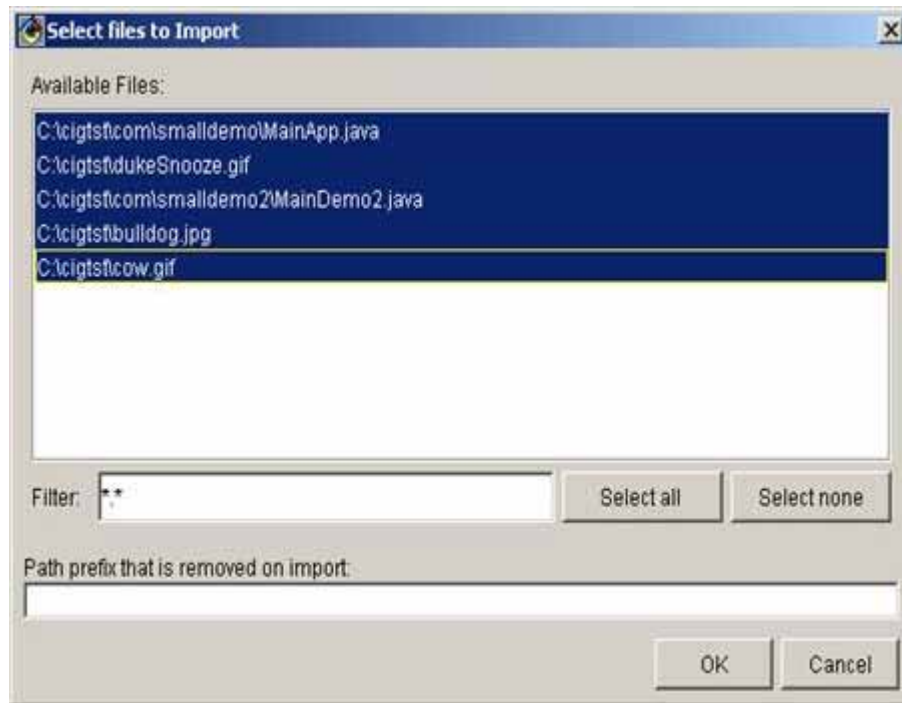 Select files to Import
Available Files:
C:\cigtsf\com\smalldemo\MainApp.java
C:\cigtsf\dukeSnooze.gif
C:\cigtsf\com\smalldemo2\MainDemo2.java
C:\cigtsf\bulldog.jpg
C:\cigtsf\cow.gif
Filter: *.* Select all Select none
Path prefix that is removed on import:
OK Cancel